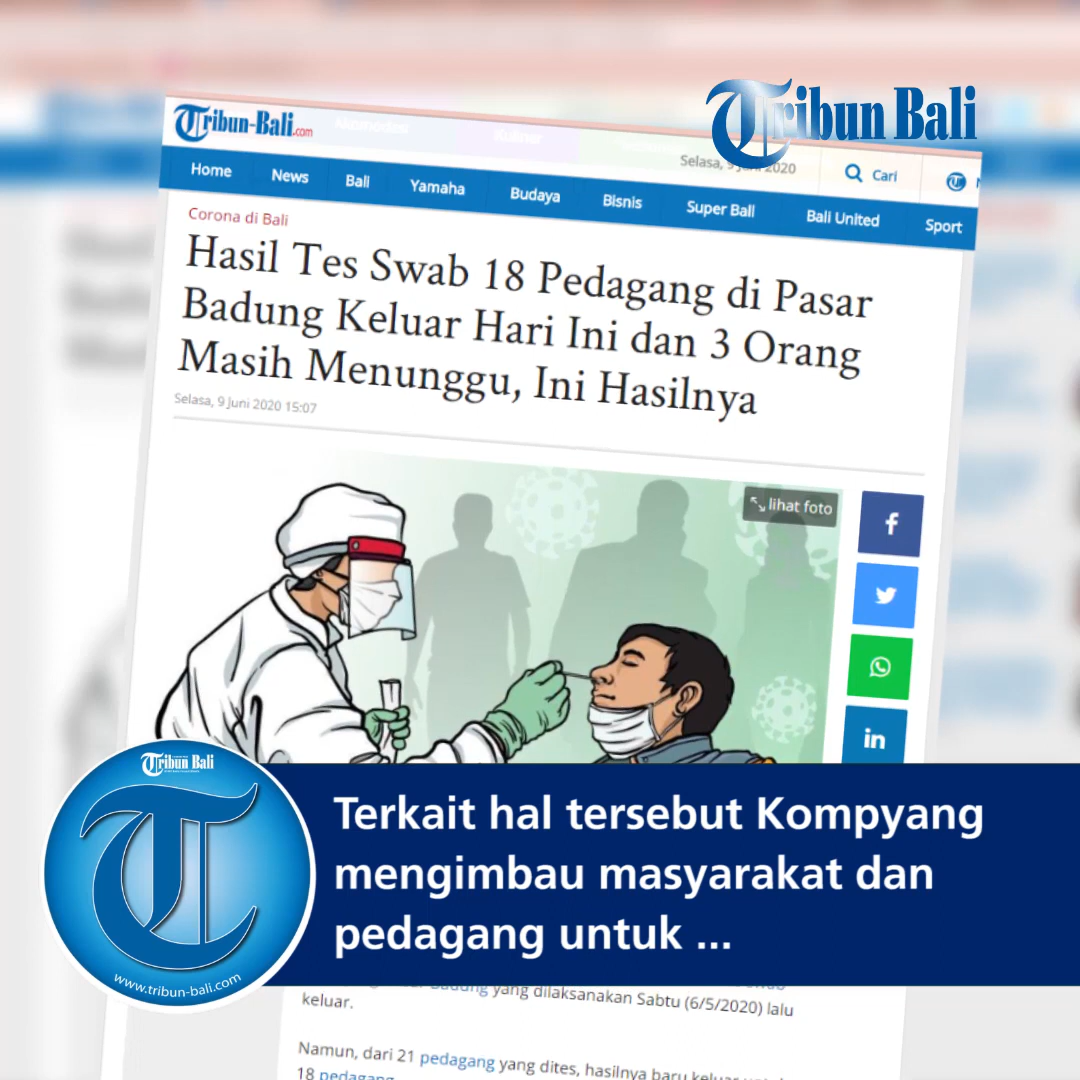 Tribun Bali
Tribun-Bali.com
Selasa, 9 Juni 2020
Cari
Home News Bali Yamaha Budaya Bisnis Super Ball Bali United Sport
Corona di Bali
Hasil Tes Swab 18 Pedagang di Pasar
Badung Keluar Hari Ini dan 3 Orang
Masih Menunggu, Ini Hasilnya
Selasa, 9 Juni 2020 15:07
lihat foto
f
in
Tribun Bali
T
www.tribun-bali.com
Terkait hal tersebut Kompyang
mengimbau masyarakat dan
pedagang untuk ...
Badung yang dilaksanakan Sabtu (6/5/2020) lalu
keluar.
Namun, dari 21 pedagang yang dites, hasilnya baru keluar
18 pedagang